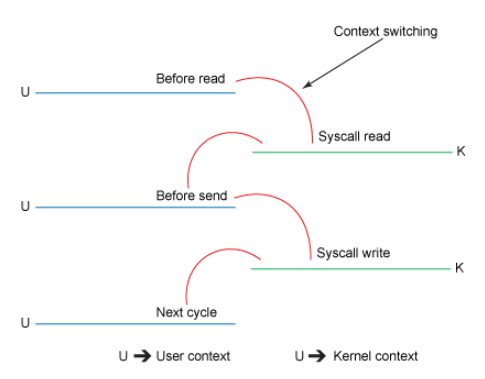 Context switching
Before read
U
Syscall read
K
Before send
U
Syscall write
K
Next cycle
U
U ➔ User context
U ➔ Kernel context